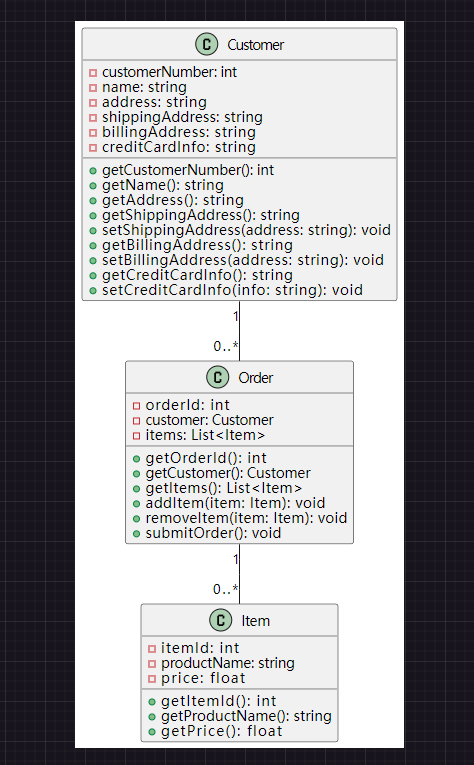 C Customer
customerNumber: int
name: string
address: string
shippingAddress: string
billingAddress: string
creditCardInfo: string
getCustomerNumber(): int
getName(): string
getAddress(): string
getShippingAddress(): string
setShippingAddress(address: string): void
getBillingAddress(): string
setBillingAddress(address: string): void
getCreditCardInfo(): string
setCreditCardInfo(info: string): void
1
0..*
C Order
orderId: int
customer: Customer
items: List<Item>
getOrderId(): int
getCustomer(): Customer
getItems(): List<Item>
addItem(item: Item): void
removeItem(item: Item): void
submitOrder(): void
1
0..*
C Item
itemId: int
productName: string
price: float
getItemId(): int
getProductName(): string
getPrice(): float